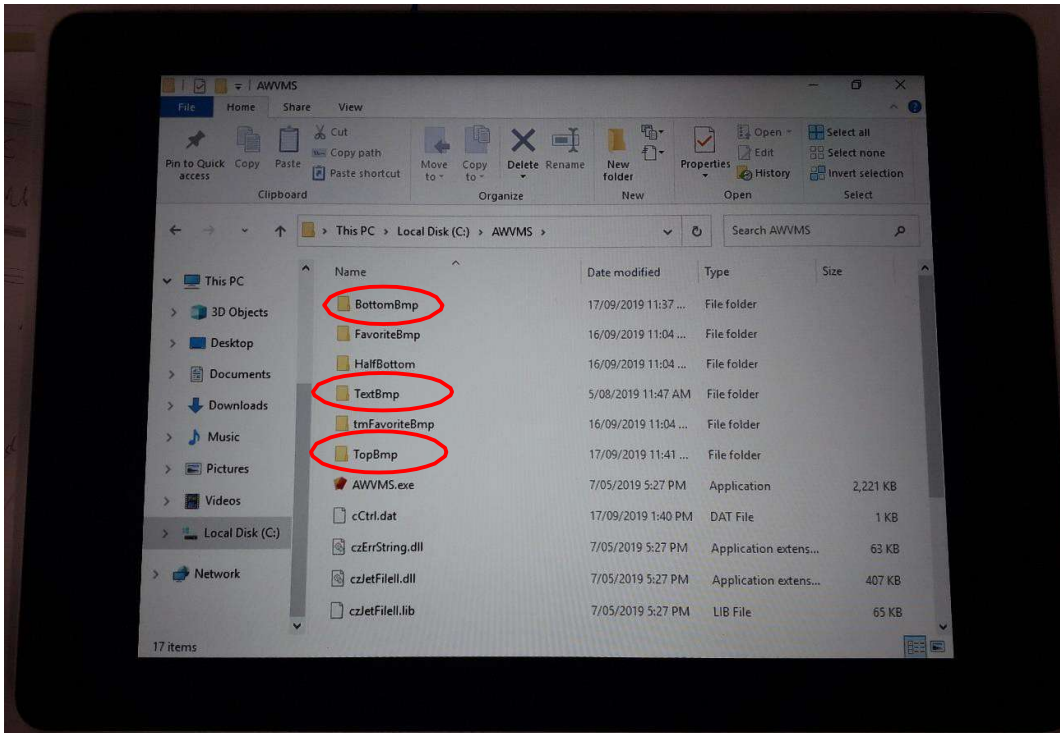 AWVMS
File Home Share View
Pin to Quick access
Copy
Paste
Cut
Copy path
Paste shortcut
Move to
Copy to
Delete
Rename
New folder
Properties
Open
Edit
History
Select all
Select none
Invert selection
Clipboard Organize New Open Select
This PC > Local Disk (C:) > AWVMS >
Search AWVMS
This PC
3D Objects
Desktop
Documents
Downloads
Music
Pictures
Videos
Local Disk (C:)
Network
Name Date modified Type Size
BottomBmp 17/09/2019 11:37 ... File folder
FavoriteBmp 16/09/2019 11:04 ... File folder
HalfBottom 16/09/2019 11:04 ... File folder
TextBmp 5/08/2019 11:47 AM File folder
tmFavoriteBmp 16/09/2019 11:04 ... File folder
TopBmp 17/09/2019 11:41 ... File folder
AWVMS.exe 7/05/2019 5:27 PM Application 2,221 KB
cCtrl.dat 17/09/2019 1:40 PM DAT File 1 KB
czErrString.dll 7/05/2019 5:27 PM Application extens... 63 KB
czJetFileII.dll 7/05/2019 5:27 PM Application extens... 407 KB
czJetFileII.lib 7/05/2019 5:27 PM LIB File 65 KB
17 items